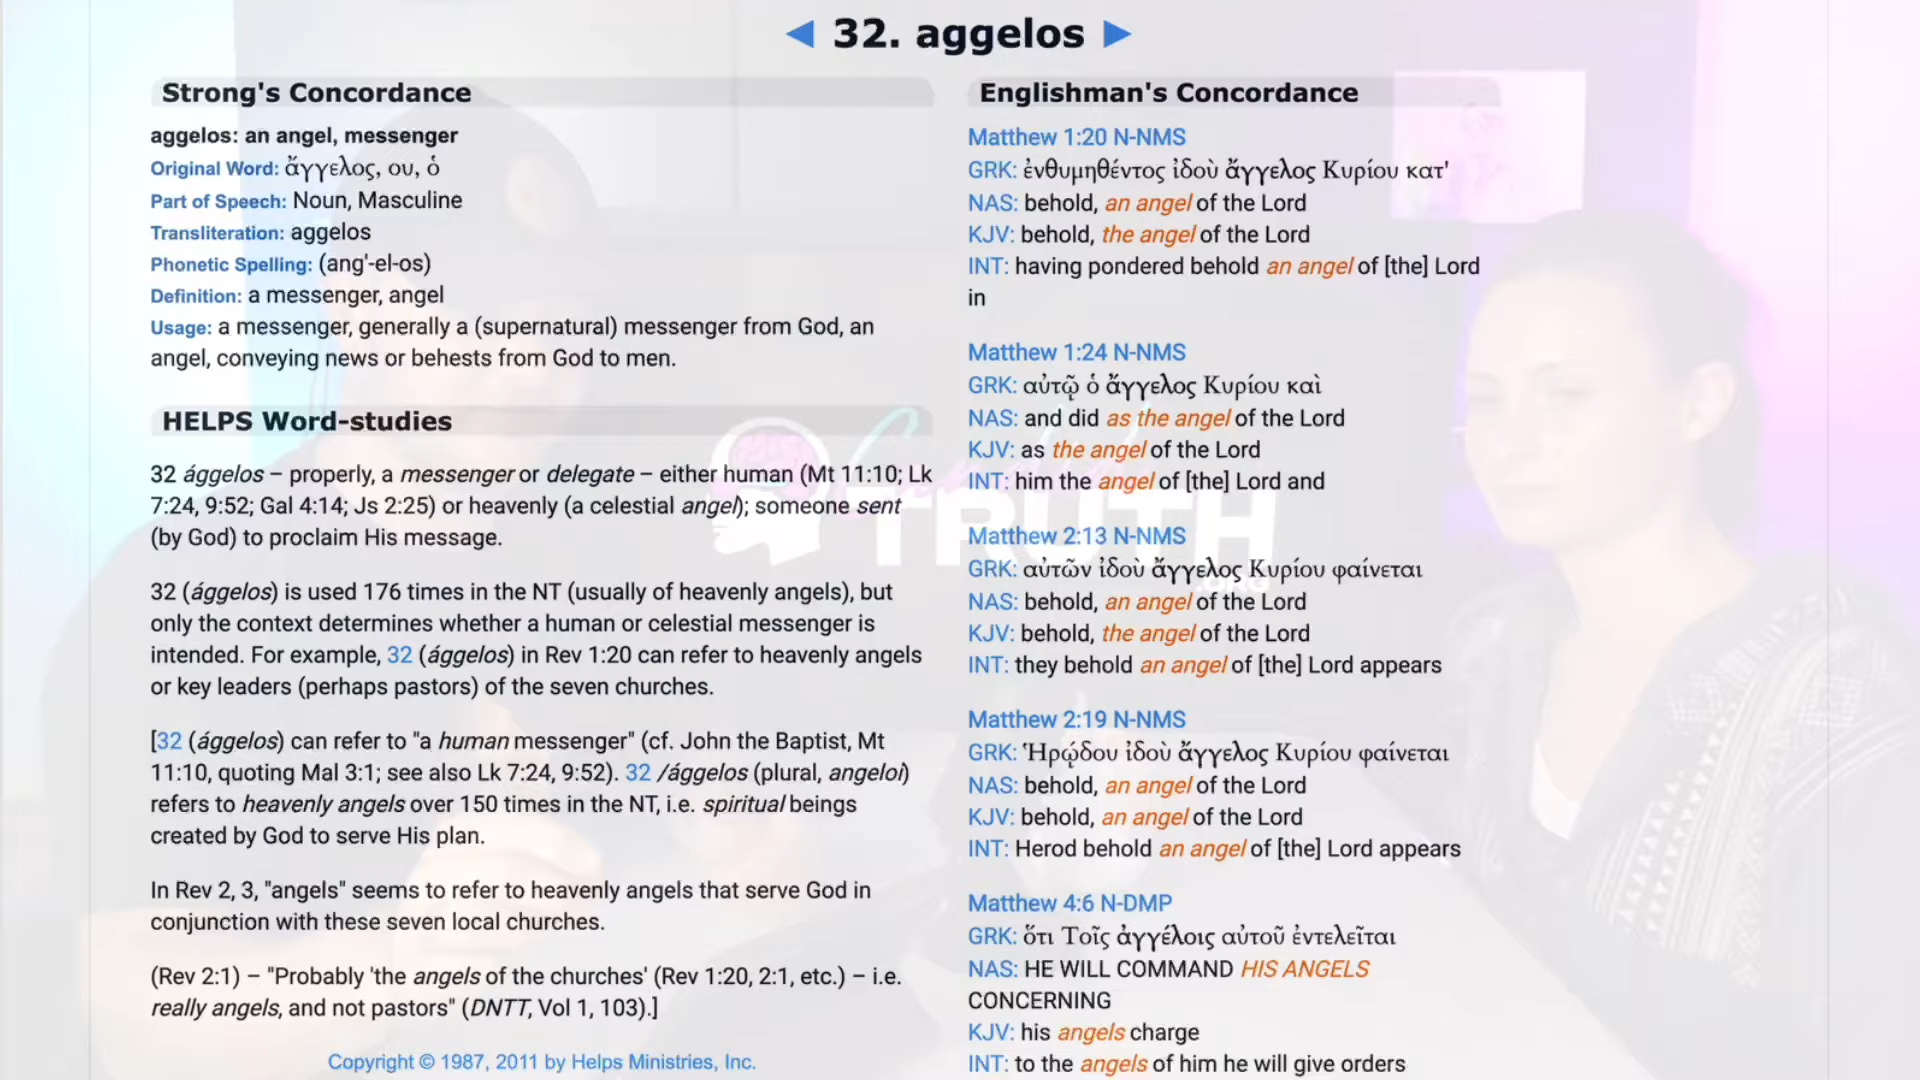 32. aggelos
Strong's Concordance
aggelos: an angel, messenger
Original Word: ἄγγελος, ου, ὁ
Part of Speech: Noun, Masculine
Transliteration: aggelos
Phonetic Spelling: (ang'-el-os)
Definition: a messenger, angel
Usage: a messenger, generally a (supernatural) messenger from God, an
angel, conveying news or behests from God to men.
HELPS Word-studies
32 ággelos – properly, a messenger or delegate – either human (Mt 11:10; Lk
7:24, 9:52; Gal 4:14; Js 2:25) or heavenly (a celestial angel); someone sent
(by God) to proclaim His message.
32 (ággelos) is used 176 times in the NT (usually of heavenly angels), but
only the context determines whether a human or celestial messenger is
intended. For example, 32 (ággelos) in Rev 1:20 can refer to heavenly angels
or key leaders (perhaps pastors) of the seven churches.
[32 (ággelos) can refer to "a human messenger" (cf. John the Baptist, Mt
11:10, quoting Mal 3:1; see also Lk 7:24, 9:52). 32 /ággelos (plural, angeloi)
refers to heavenly angels over 150 times in the NT, i.e. spiritual beings
created by God to serve His plan.
In Rev 2, 3, "angels" seems to refer to heavenly angels that serve God in
conjunction with these seven local churches.
(Rev 2:1) – "Probably 'the angels of the churches' (Rev 1:20, 2:1, etc.) – i.e.
really angels, and not pastors" (DNTT, Vol 1, 103).]
Copyright © 1987, 2011 by Helps Ministries, Inc.
Englishman's Concordance
Matthew 1:20 N-NMS
GRK: ἐνθυμηθέντος ἰδοὺ ἄγγελος Κυρίου κατ'
NAS: behold, an angel of the Lord
KJV: behold, the angel of the Lord
INT: having pondered behold an angel of [the] Lord
in
Matthew 1:24 N-NMS
GRK: αὐτῷ ὁ ἄγγελος Κυρίου καὶ
NAS: and did as the angel of the Lord
KJV: as the angel of the Lord
INT: him the angel of [the] Lord and
Matthew 2:13 N-NMS
GRK: αὐτῶν ἰδοὺ ἄγγελος Κυρίου φαίνεται
NAS: behold, an angel of the Lord
KJV: behold, the angel of the Lord
INT: they behold an angel of [the] Lord appears
Matthew 2:19 N-NMS
GRK: Ἡρῴδου ἰδοὺ ἄγγελος Κυρίου φαίνεται
NAS: behold, an angel of the Lord
KJV: behold, an angel of the Lord
INT: Herod behold an angel of [the] Lord appears
Matthew 4:6 N-DMP
GRK: ὅτι Τοῖς ἀγγέλοις αὐτοῦ ἐντελεῖται
NAS: HE WILL COMMAND HIS ANGELS
CONCERNING
KJV: his angels charge
INT: to the angels of him he will give orders
TRUTH
.ORG